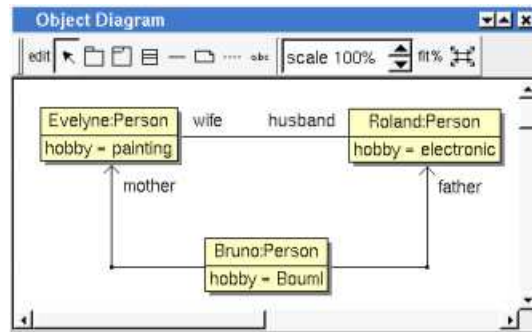 Object Diagram
edit abc scale 100% fit%
Evelyne:Person wife husband Roland:Person
hobby = painting hobby = electronic
mother father
Bruno:Person
hobby = Bouml